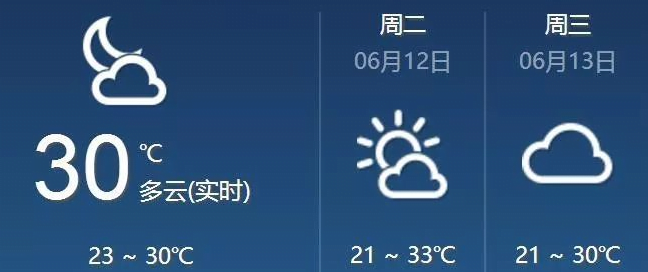 30
℃
多云(实时)
23 ~ 30℃
周二
06月12日
21 ~ 33℃
周三
06月13日
21 ~ 30℃